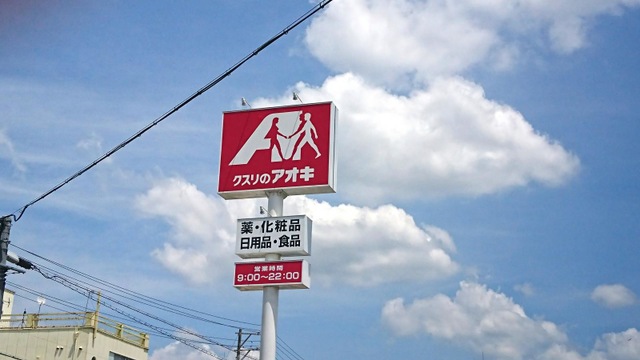 クスリのアオキ
薬・化粧品
日用品・食品
営業時間
9:00～22:00